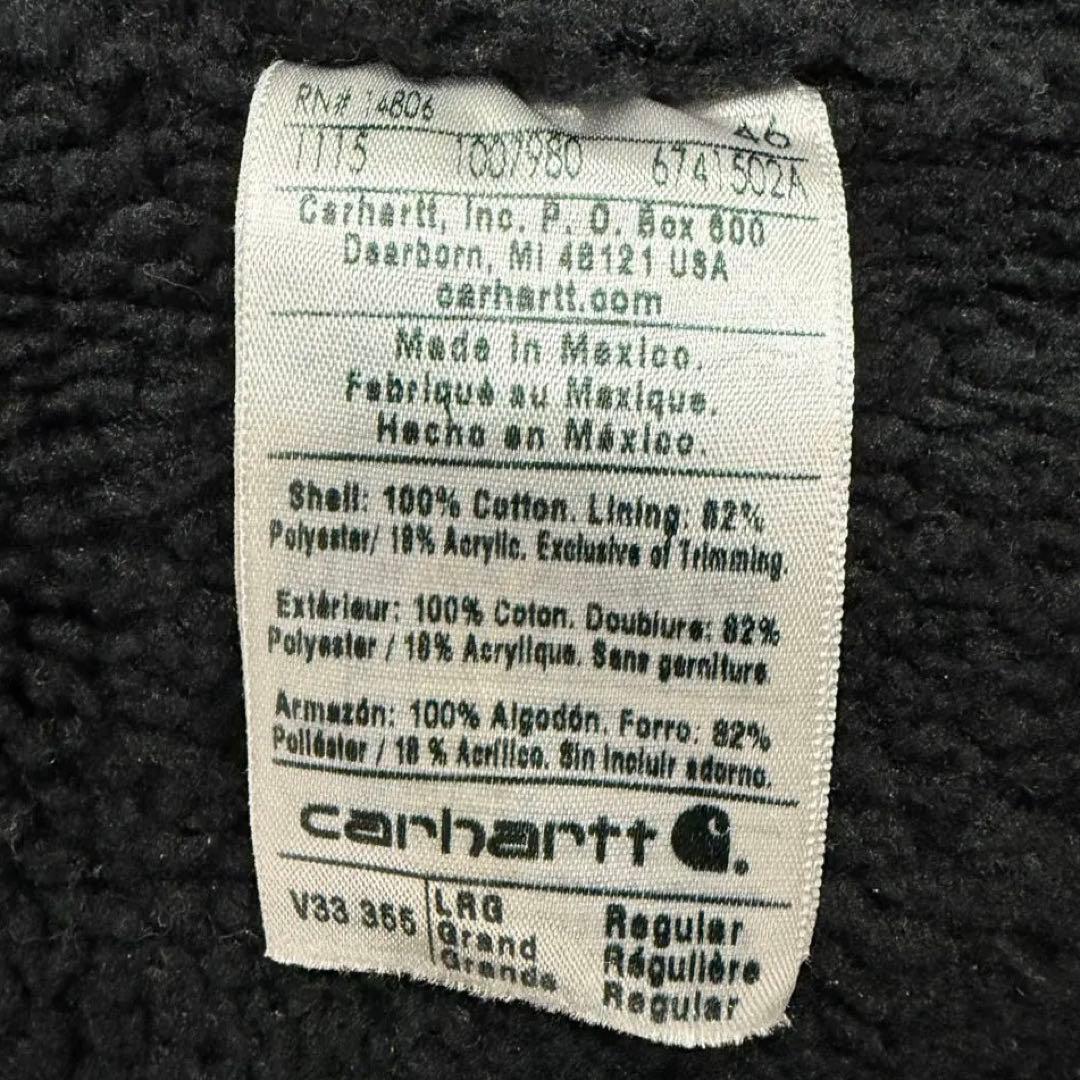 RN# 14806 46
1115 1007980 6741502A
Carhartt, Inc. P. O. Box 600
Dearborn, MI 48121 USA
carhartt.com
Made in Mexico.
Fabriqué au Mexique.
Hecho en México.
Shell: 100% Cotton. Lining: 82%
Polyester/ 18% Acrylic. Exclusive of Trimming.
Extérieur: 100% Coton. Doublure: 82%
Polyester / 18% Acrylique. Sans garniture
Armazón: 100% Algodón. Forro: 82%
Poliéster / 18 % Acrílico. Sin incluir adorno.
carhartt
V33 355 LRG Regular
Grand Régulière
Grande Regular